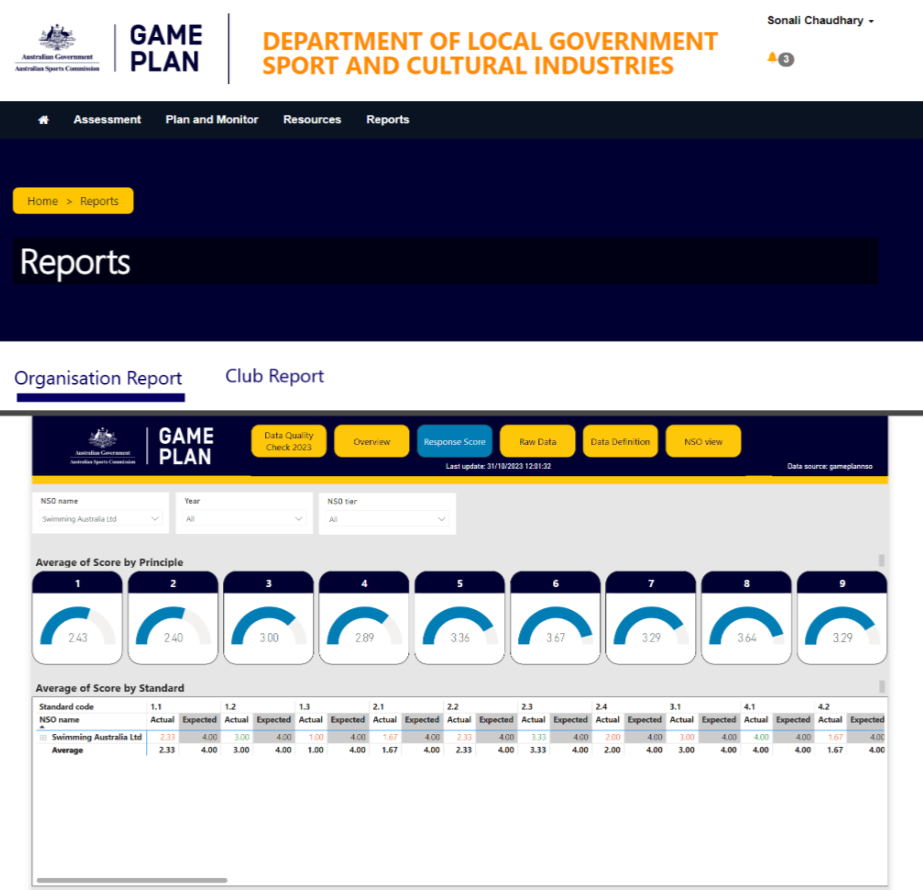 Sonali Chaudhary
Australian Government
Australian Sports Commission
GAME
PLAN
DEPARTMENT OF LOCAL GOVERNMENT
SPORT AND CULTURAL INDUSTRIES
3
Assessment Plan and Monitor Resources Reports
Home > Reports
Reports
Organisation Report Club Report
Australian Government
Australian Sports Commission
GAME
PLAN
Data Quality
Check 2023
Overview Response Score Raw Data Data Definition NSO view
Last update: 31/10/2023 12:01:32
Data source: gameplannso
NSO name Year NSO tier
Swimming Australia Ltd All All
Average of Score by Principle
1 2 3 4 5 6 7 8 9
2.43 2.40 3.00 2.89 3.36 3.67 3.29 3.64 3.29
Average of Score by Standard
Standard code 1.1 1.2 1.3 2.1 2.2 2.3 2.4 3.1 4.1 4.2
NSO name Actual Expected Actual Expected Actual Expected Actual Expected Actual Expected Actual Expected Actual Expected Actual Expected Actual Expected Actual Expected
Swimming Australia Ltd 2.33 4.00 3.00 4.00 1.00 4.00 1.67 4.00 2.33 4.00 3.33 4.00 2.00 4.00 3.00 4.00 4.00 4.00 1.67 4.00
Average 2.33 4.00 3.00 4.00 1.00 4.00 1.67 4.00 2.33 4.00 3.33 4.00 2.00 4.00 3.00 4.00 4.00 4.00 1.67 4.00